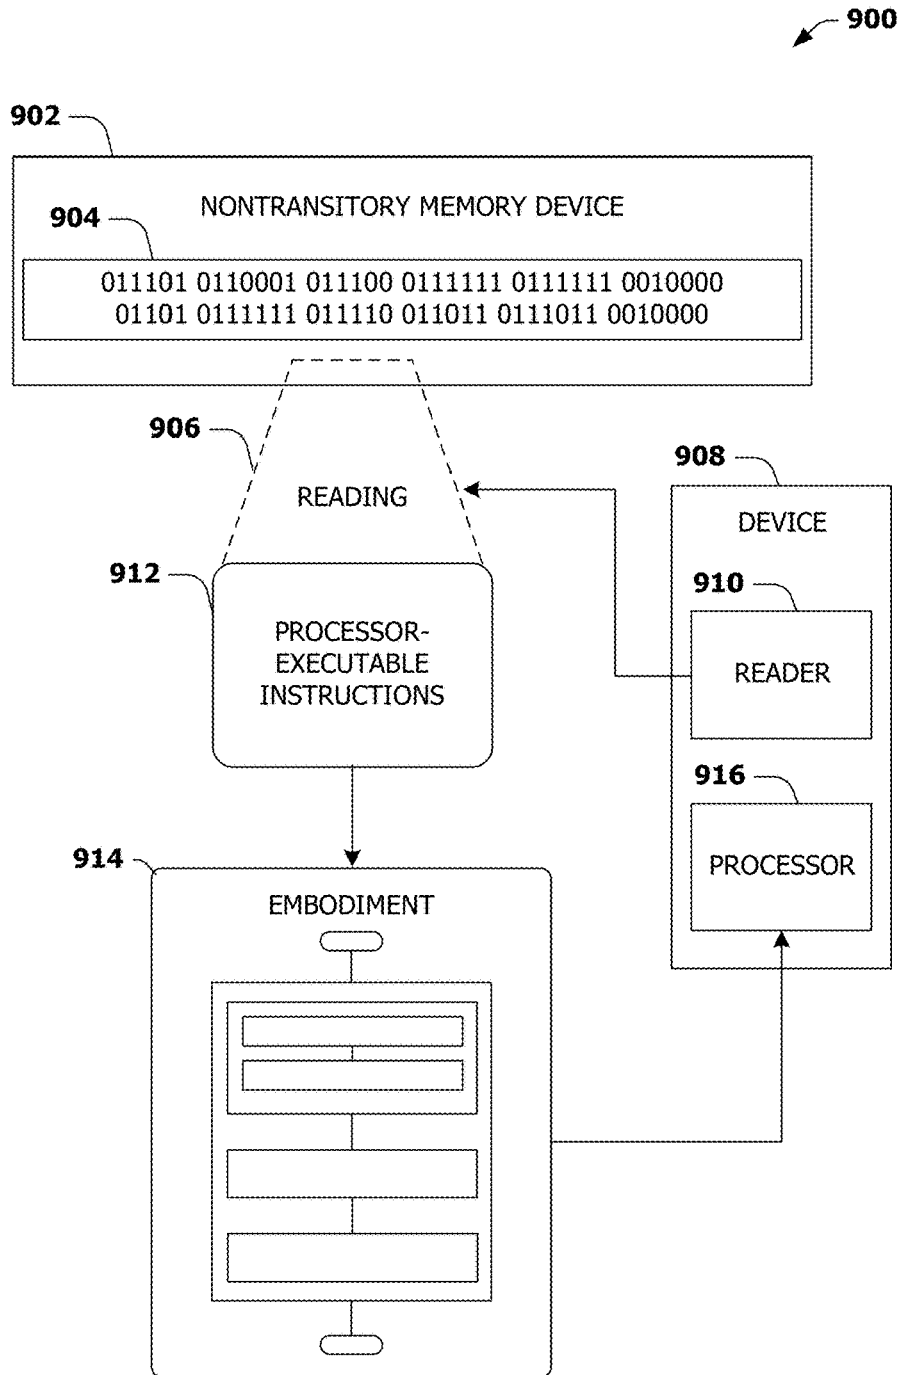 900
902
NONTRANSITORY MEMORY DEVICE
904
011101 0110001 011100 0111111 0111111 0010000
01101 0111111 011110 011011 0111011 0010000
906
READING
908
DEVICE
910
READER
912
PROCESSOR-
EXECUTABLE
INSTRUCTIONS
916
PROCESSOR
914
EMBODIMENT